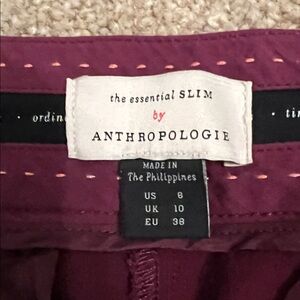 the essential SLIM
by
ANTHROPOLOGIE
MADE IN
The Philippines
US 8
UK 10
EU 38